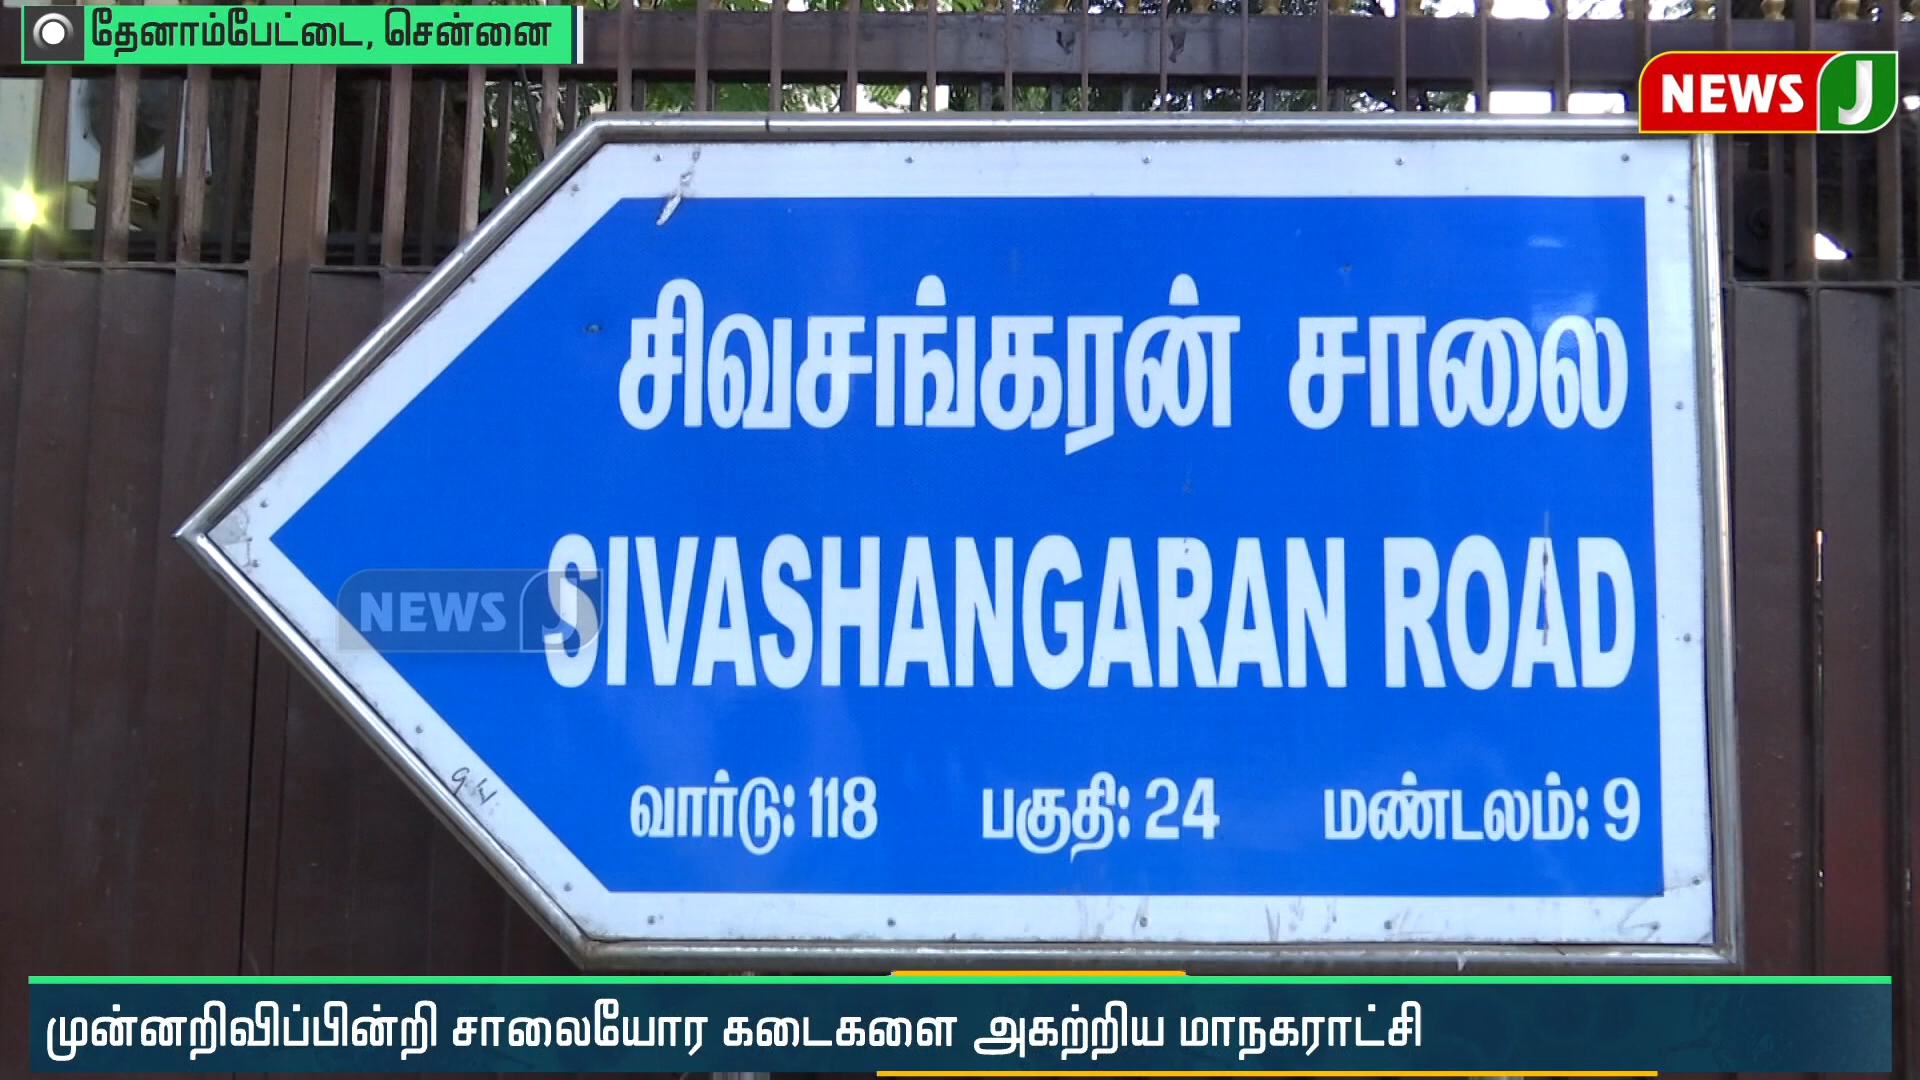 தேனாம்பேட்டை, சென்னை
NEWS J
சிவசங்கரன் சாலை
SIVASHANGARAN ROAD
NEWS J
வார்டு: 118 பகுதி: 24 மண்டலம்: 9
முன்னறிவிப்பின்றி சாலையோர கடைகளை அகற்றிய மாநகராட்சி